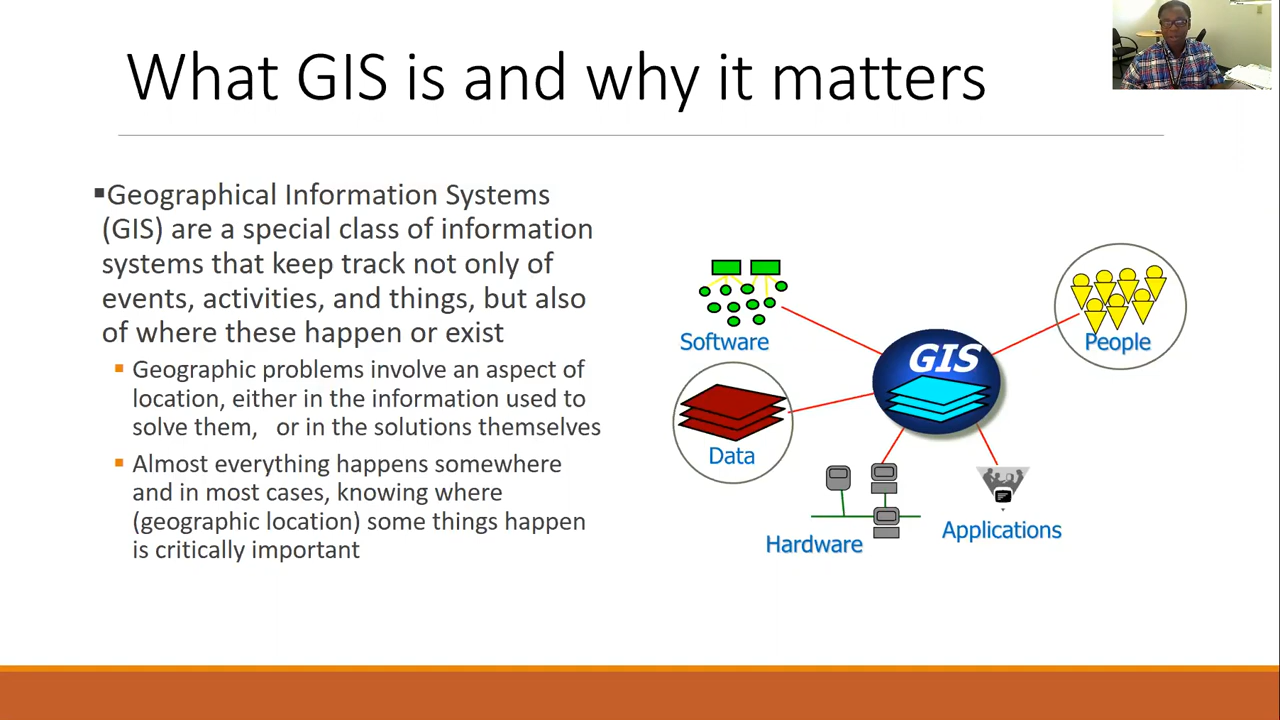 What GIS is and why it matters
▪Geographical Information Systems
(GIS) are a special class of information
systems that keep track not only of
events, activities, and things, but also
of where these happen or exist
▪ Geographic problems involve an aspect of
location, either in the information used to
solve them, or in the solutions themselves
▪ Almost everything happens somewhere
and in most cases, knowing where
(geographic location) some things happen
is critically important
Software
People
GIS
Data
Hardware
Applications